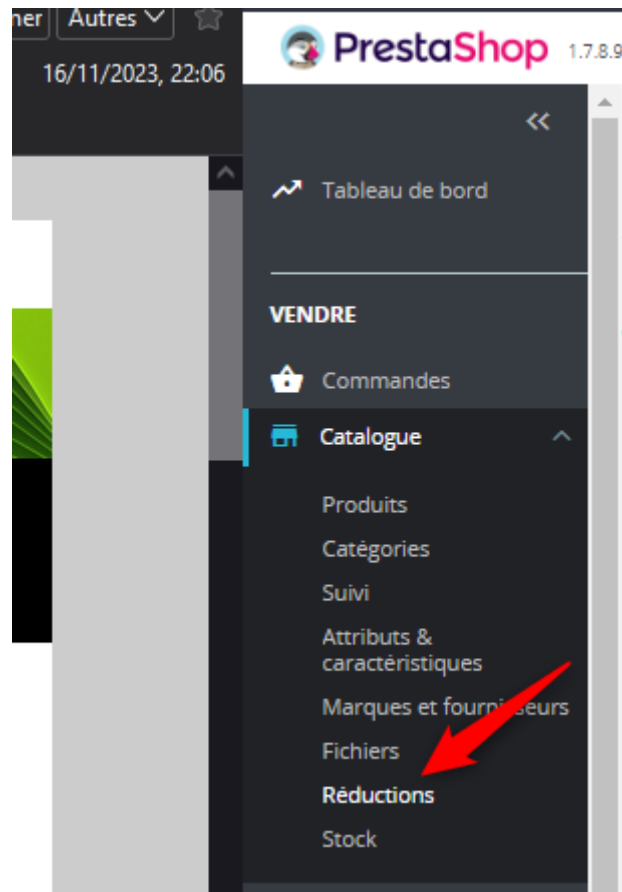 ner Autres
16/11/2023, 22:06
PrestaShop 1.7.8.9
Tableau de bord
VENDRE
Commandes
Catalogue
Produits
Catégories
Suivi
Attributs &
caractéristiques
Marques et fournisseurs
Fichiers
Réductions
Stock